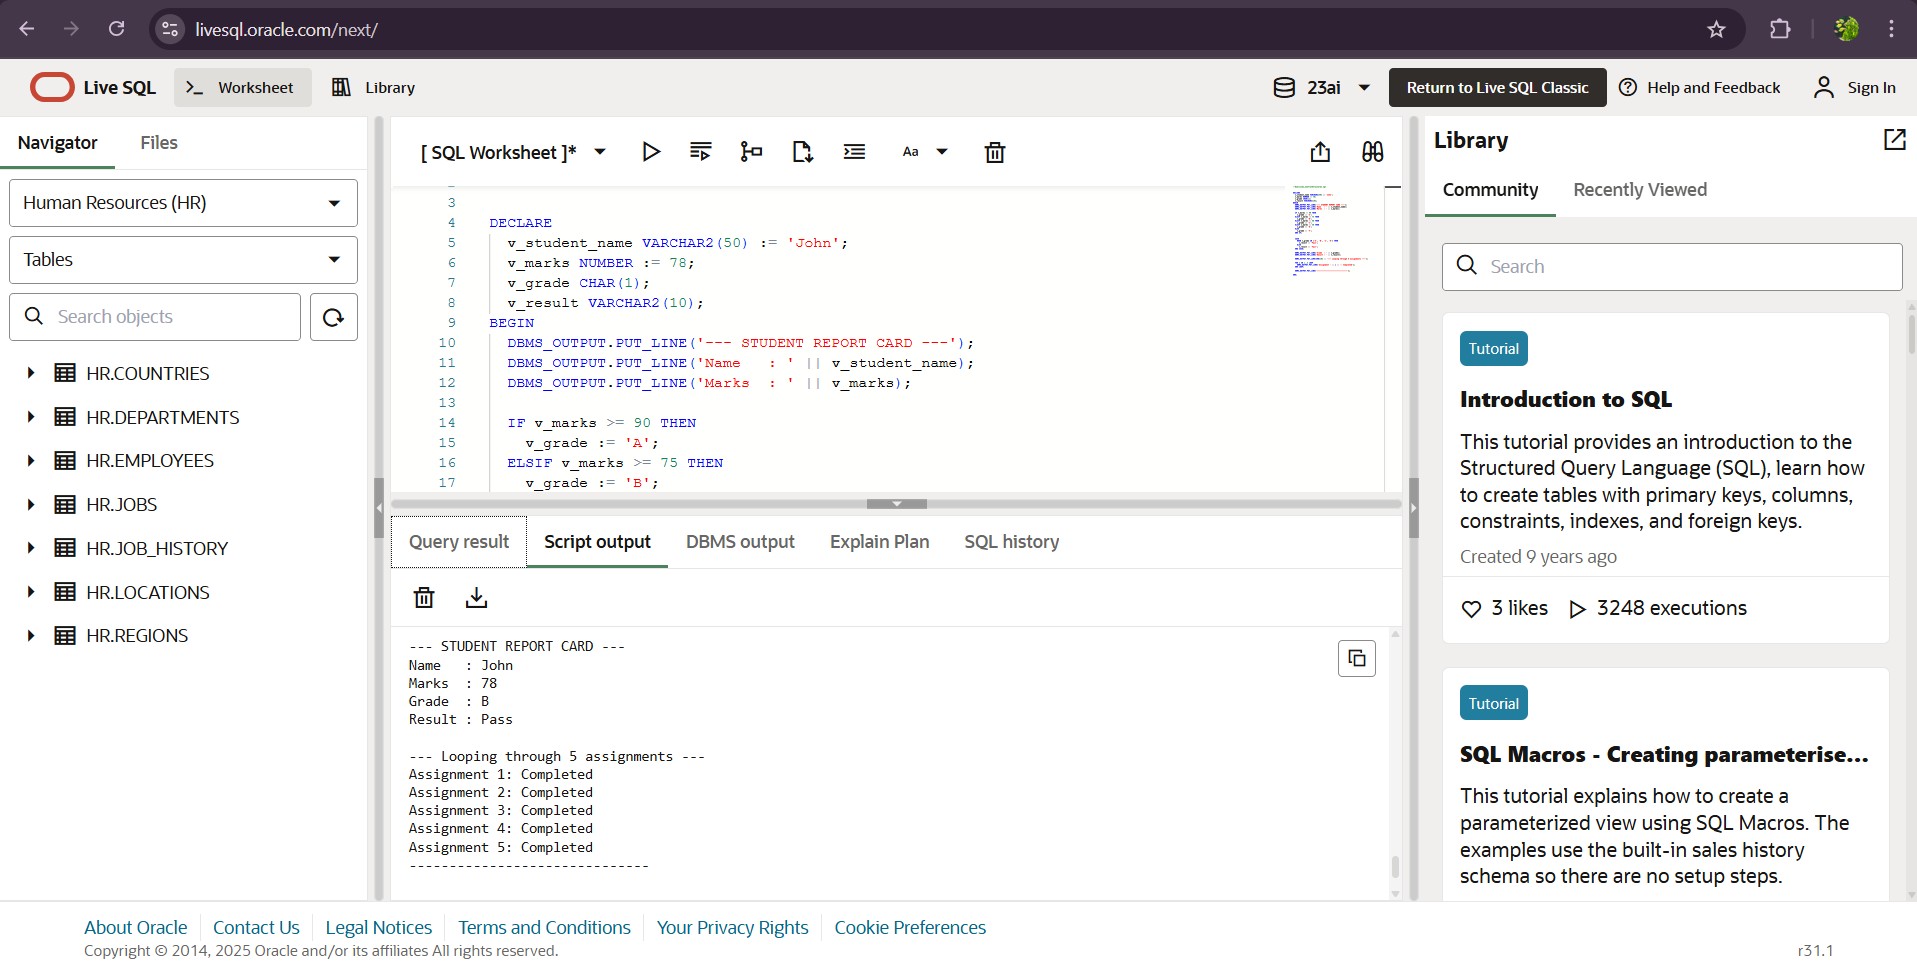 livesql.oracle.com/next/
Live SQL
Worksheet
Library
23ai
Return to Live SQL Classic
Help and Feedback
Sign In
Navigator
Files
Human Resources (HR)
Tables
Search objects
HR.COUNTRIES
HR.DEPARTMENTS
HR.EMPLOYEES
HR.JOBS
HR.JOB_HISTORY
HR.LOCATIONS
HR.REGIONS
[ SQL Worksheet ]*
Aa
3
4 DECLARE
5 v_student_name VARCHAR2(50) := 'John';
6 v_marks NUMBER := 78;
7 v_grade CHAR(1);
8 v_result VARCHAR2(10);
9 BEGIN
10 DBMS_OUTPUT.PUT_LINE('--- STUDENT REPORT CARD ---');
11 DBMS_OUTPUT.PUT_LINE('Name   : ' || v_student_name);
12 DBMS_OUTPUT.PUT_LINE('Marks  : ' || v_marks);
13
14 IF v_marks >= 90 THEN
15 v_grade := 'A';
16 ELSIF v_marks >= 75 THEN
17 v_grade := 'B';
Query result
Script output
DBMS output
Explain Plan
SQL history
--- STUDENT REPORT CARD ---
Name   : John
Marks  : 78
Grade  : B
Result : Pass
--- Looping through 5 assignments ---
Assignment 1: Completed
Assignment 2: Completed
Assignment 3: Completed
Assignment 4: Completed
Assignment 5: Completed
------------------------------
Library
Community
Recently Viewed
Search
Tutorial
Introduction to SQL
This tutorial provides an introduction to the
Structured Query Language (SQL), learn how
to create tables with primary keys, columns,
constraints, indexes, and foreign keys.
Created 9 years ago
3 likes
3248 executions
Tutorial
SQL Macros - Creating parameterise...
This tutorial explains how to create a
parameterized view using SQL Macros. The
examples use the built-in sales history
schema so there are no setup steps.
About Oracle
Contact Us
Legal Notices
Terms and Conditions
Your Privacy Rights
Cookie Preferences
Copyright © 2014, 2025 Oracle and/or its affiliates All rights reserved.
r31.1